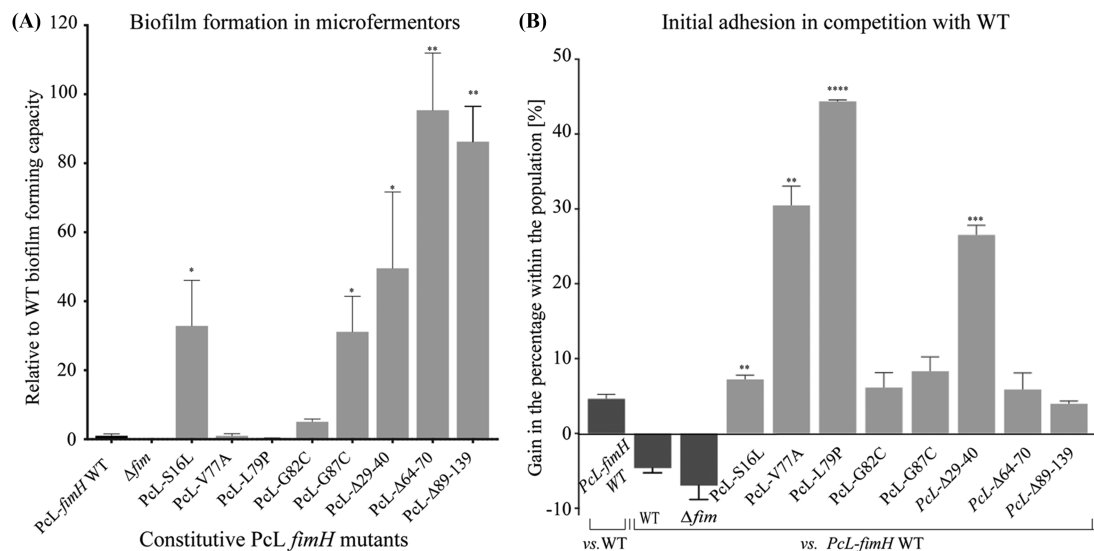 (A) Biofilm formation in microfermentors
Relative to WT biofilm forming capacity
120
100
80
60
40
20
0
*
*
*
**
**
PcL-fimH WT
Δfim
PcL-S16L
PcL-V77A
PcL-L79P
PcL-G82C
PcL-G87C
PcL-Δ29-40
PcL-Δ64-70
PcL-Δ89-139
Constitutive PcL fimH mutants
(B) Initial adhesion in competition with WT
Gain in the percentage within the population [%]
50
40
30
20
10
0
-10
**
**
****
***
PcL-fimH
WT
WT
Δfim
PcL-S16L
PcL-V77A
PcL-L79P
PcL-G82C
PcL-G87C
PcL-Δ29-40
PcL-Δ64-70
PcL-Δ89-139
vs.WT
vs. PcL-fimH WT